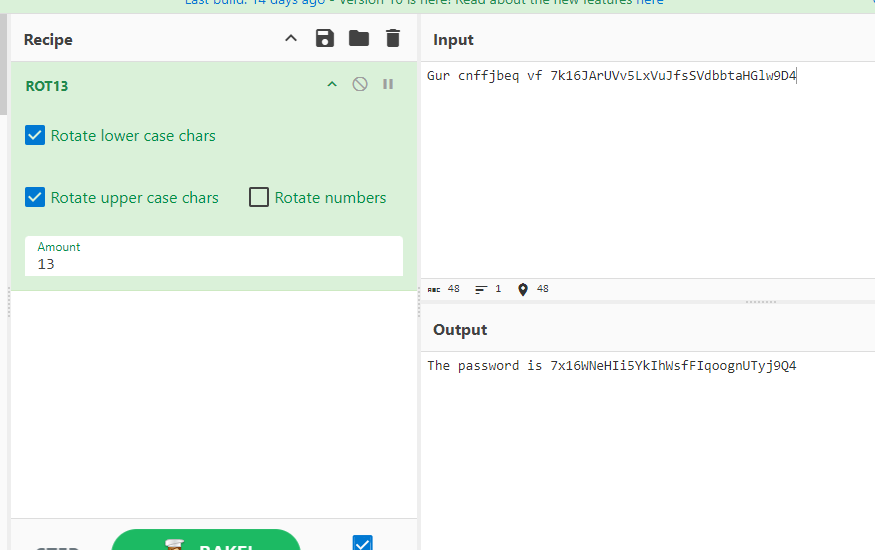 Last build: 14 days ago - Version 10 is here! Read about the new features here
Recipe
Input
ROT13
Gur cnffjbeq vf 7k16JArUVv5LxVuJfsSVdbbtaHGlw9D4
Rotate lower case chars
Rotate upper case chars
Rotate numbers
Amount
13
ABC 48 1 48
Output
The password is 7x16WNeHIi5YkIhWsfFIqoognUTyj9Q4
STEP
BAKE!